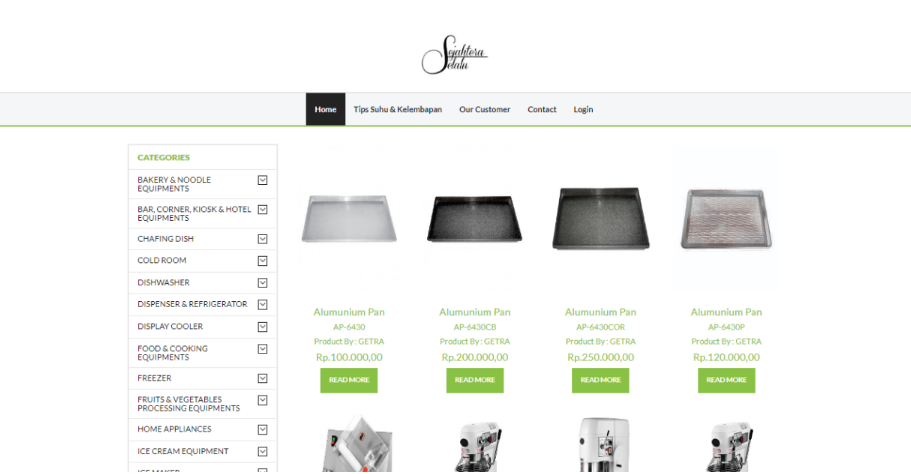 Sejahtera
Selalu
Home
Tips Suhu & Kelembapan
Our Customer
Contact
Login
CATEGORIES
BAKERY & NOODLE
EQUIPMENTS
BAR, CORNER, KIOSK & HOTEL
EQUIPMENTS
CHAFING DISH
COLD ROOM
DISHWASHER
DISPENSER & REFRIGERATOR
DISPLAY COOLER
FOOD & COOKING
EQUIPMENTS
FREEZER
FRUITS & VEGETABLES
PROCESSING EQUIPMENTS
HOME APPLIANCES
ICE CREAM EQUIPMENT
ICE MAKER
Alumunium Pan
AP-6430
Product By : GETRA
Rp.100.000,00
READ MORE
Alumunium Pan
AP-6430CB
Product By : GETRA
Rp.200.000,00
READ MORE
Alumunium Pan
AP-6430COR
Product By : GETRA
Rp.250.000,00
READ MORE
Alumunium Pan
AP-6430P
Product By : GETRA
Rp.120.000,00
READ MORE